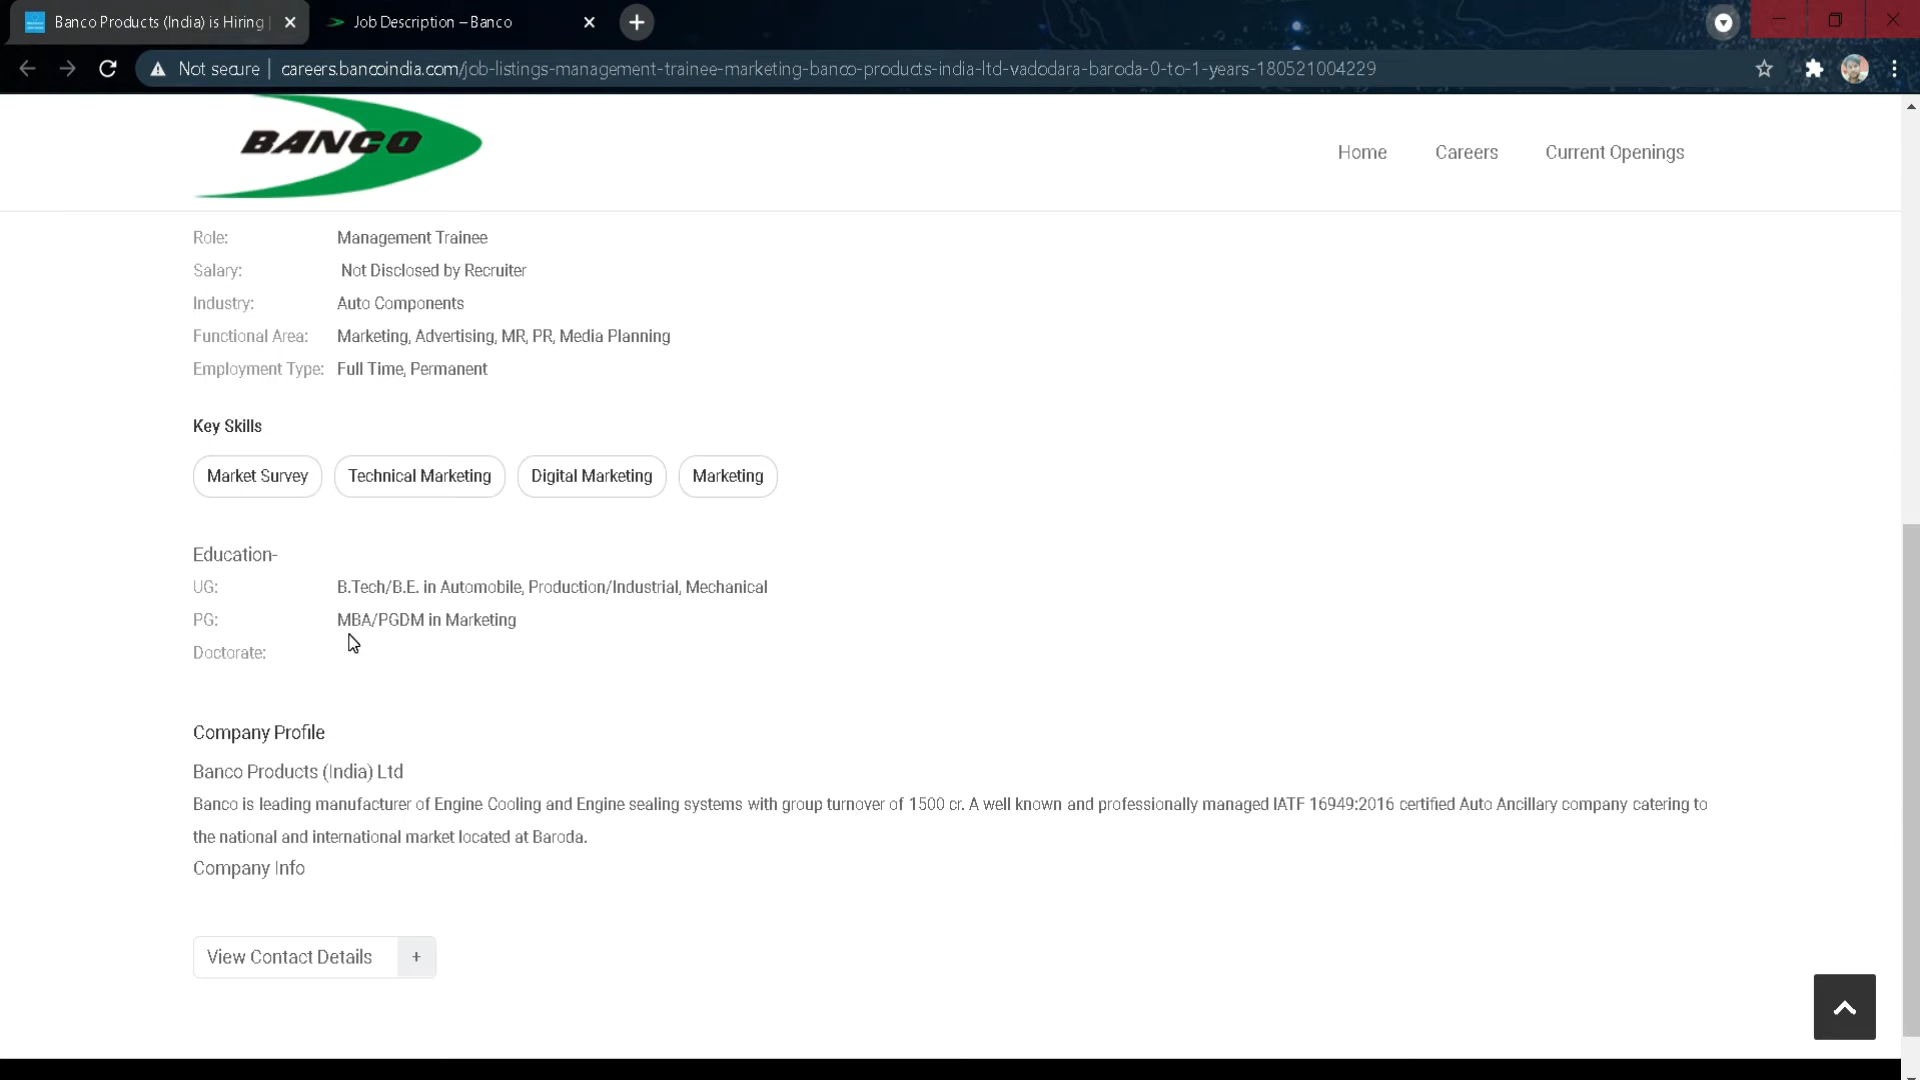 Banco Products (India) is Hiring
Job Description – Banco
Not secure
careers.bancoindia.com/job-listings-management-trainee-marketing-banco-products-india-ltd-vadodara-baroda-0-to-1-years-180521004229
BANCO
Home
Careers
Current Openings
Role: Management Trainee
Salary: Not Disclosed by Recruiter
Industry: Auto Components
Functional Area: Marketing, Advertising, MR, PR, Media Planning
Employment Type: Full Time, Permanent
Key Skills
Market Survey
Technical Marketing
Digital Marketing
Marketing
Education-
UG: B.Tech/B.E. in Automobile, Production/Industrial, Mechanical
PG: MBA/PGDM in Marketing
Doctorate:
Company Profile
Banco Products (India) Ltd
Banco is leading manufacturer of Engine Cooling and Engine sealing systems with group turnover of 1500 cr. A well known and professionally managed IATF 16949:2016 certified Auto Ancillary company catering to
the national and international market located at Baroda.
Company Info
View Contact Details +